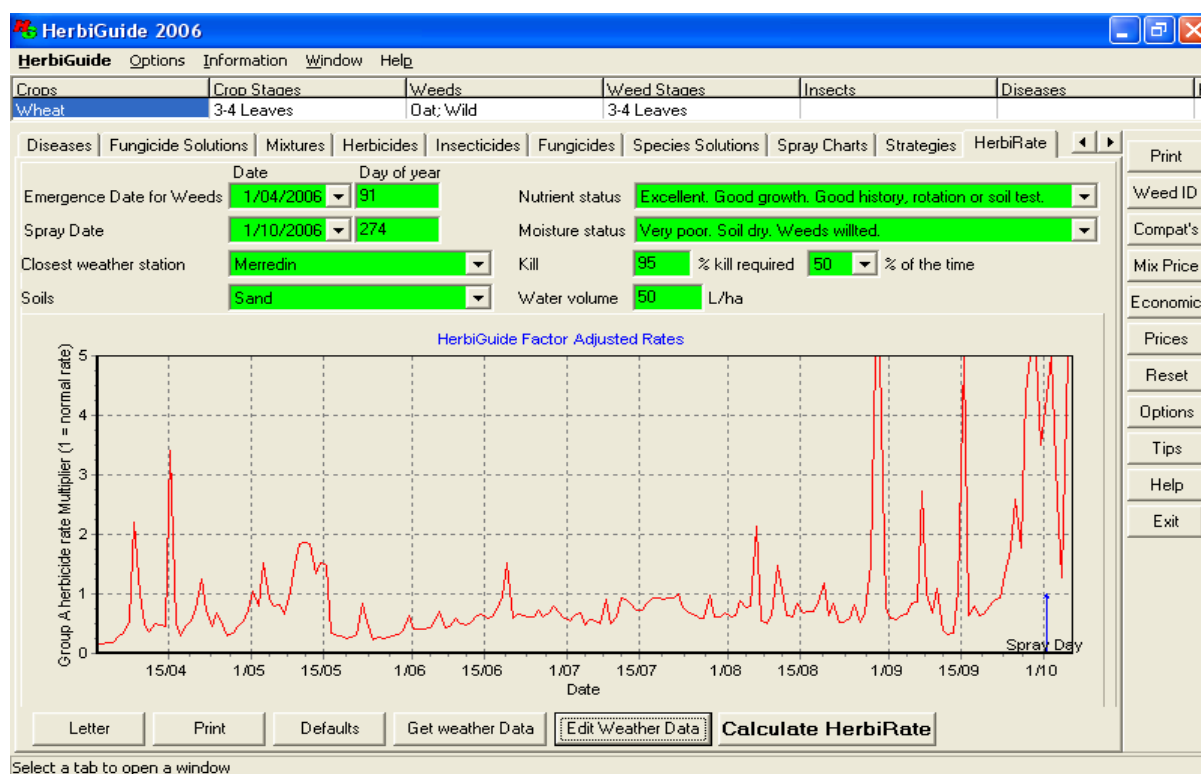 HerbiGuide 2006
HerbiGuide Options Information Window Help
Crops Crop Stages Weeds Weed Stages Insects Diseases
Wheat 3-4 Leaves Oat; Wild 3-4 Leaves
Diseases Fungicide Solutions Mixtures Herbicides Insecticides Fungicides Species Solutions Spray Charts Strategies HerbiRate
Date Day of year
Emergence Date for Weeds 1/04/2006 91 Nutrient status Excellent. Good growth. Good history, rotation or soil test.
Spray Date 1/10/2006 274 Moisture status Very poor. Soil dry. Weeds willted.
Closest weather station Merredin Kill 95 % kill required 50 % of the time
Soils Sand Water volume 50 L/ha
HerbiGuide Factor Adjusted Rates
Group A herbicide rate Multiplier (1 = normal rate)
5
4
3
2
1
0
Spray Day
15/04 1/05 15/05 1/06 15/06 1/07 15/07 1/08 15/08 1/09 15/09 1/10
Date
Letter Print Defaults Get weather Data Edit Weather Data Calculate HerbiRate
Print
Weed ID
Compat's
Mix Price
Economic
Prices
Reset
Options
Tips
Help
Exit
Select a tab to open a window